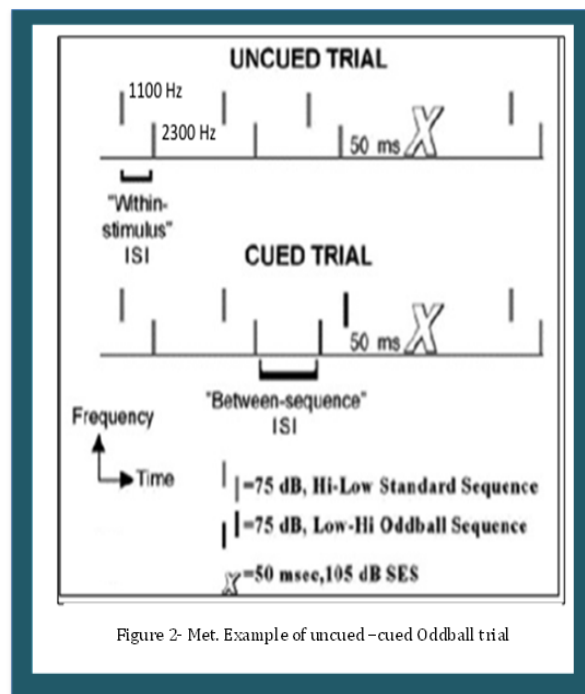 UNCUED TRIAL
1100 Hz
2300 Hz
50 ms X
"Within-
stimulus"
ISI
CUED TRIAL
50 ms X
"Between-sequence"
ISI
Frequency
Time
=75 dB, Hi-Low Standard Sequence
=75 dB, Low-Hi Oddball Sequence
X=50 msec,105 dB SES
Figure 2- Met. Example of uncued –cued Oddball trial